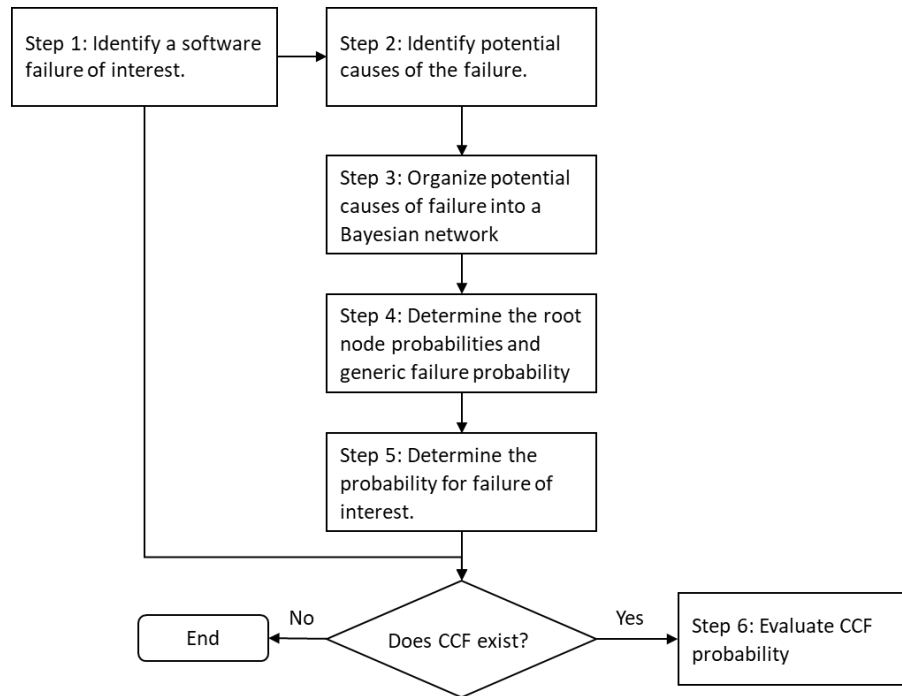 Step 1: Identify a software
failure of interest.
Step 2: Identify potential
causes of the failure.
Step 3: Organize potential
causes of failure into a
Bayesian network
Step 4: Determine the root
node probabilities and
generic failure probability
Step 5: Determine the
probability for failure of
interest.
No
Yes
End
Does CCF exist?
Step 6: Evaluate CCF
probability